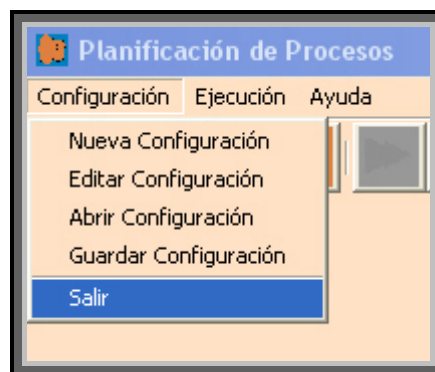 Planificación de Procesos
Configuración Ejecución Ayuda
Nueva Configuración
Editar Configuración
Abrir Configuración
Guardar Configuración
Salir